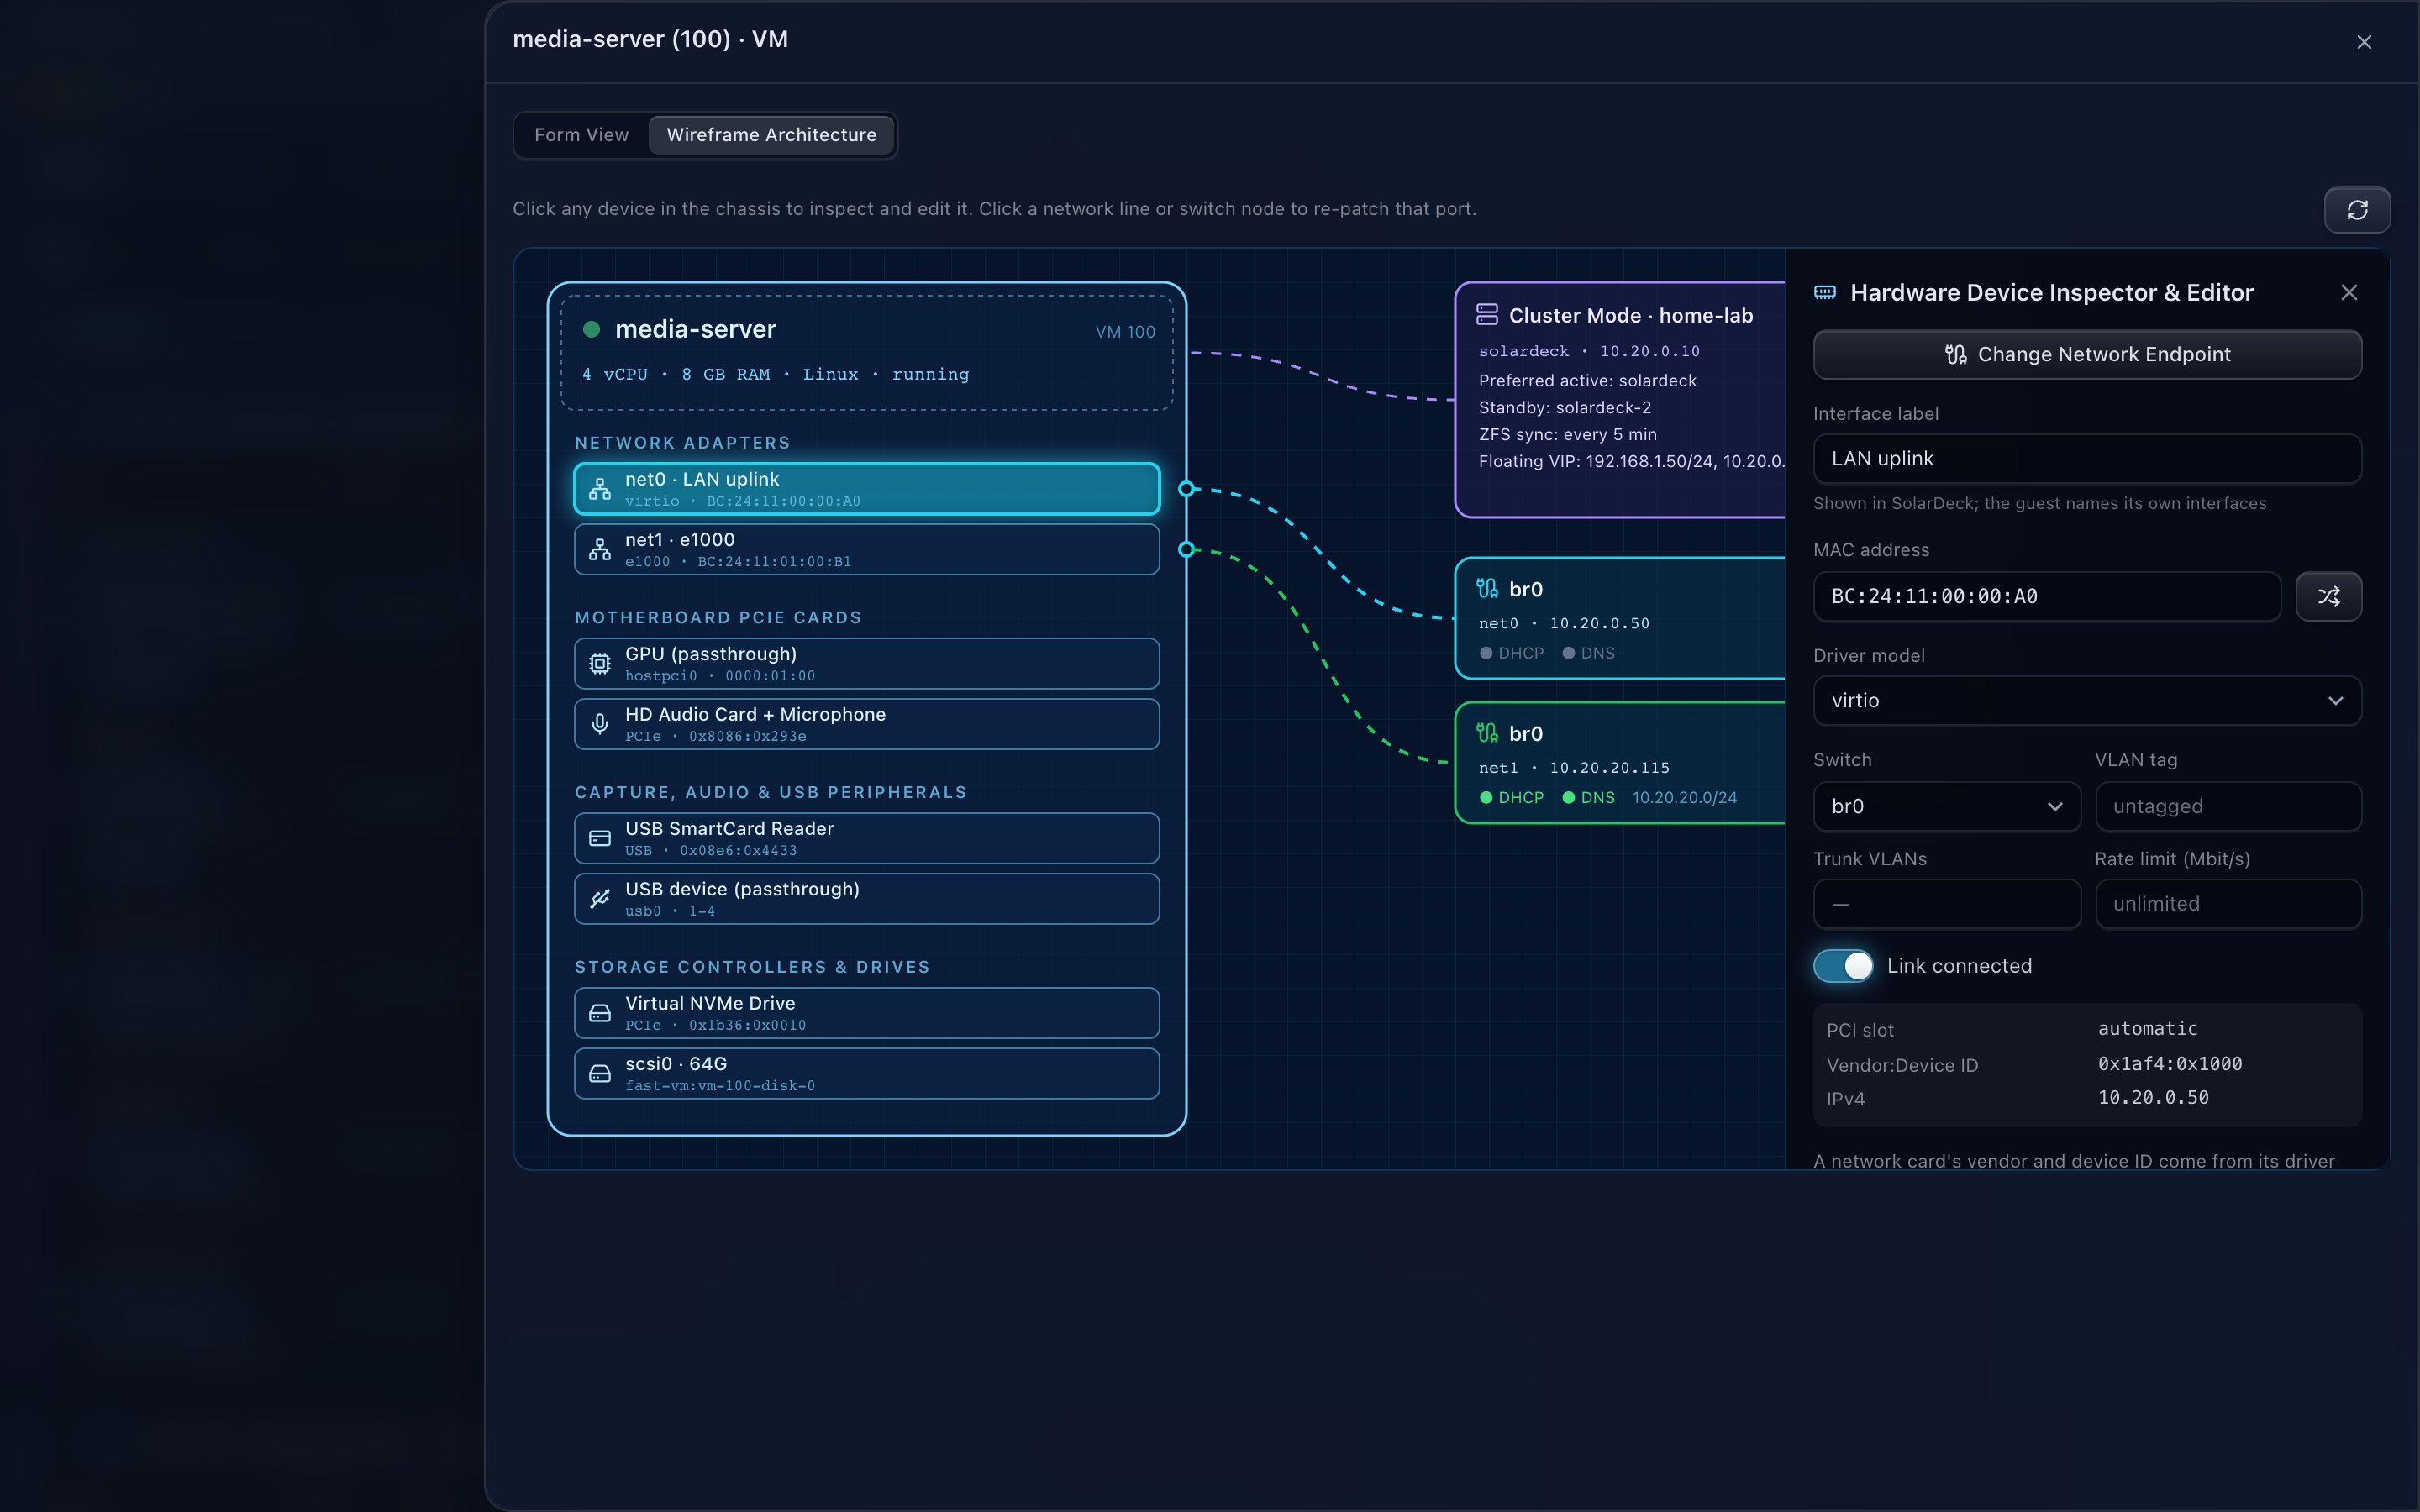 media-server (100) · VM
Form View
Wireframe Architecture
Click any device in the chassis to inspect and edit it. Click a network line or switch node to re-patch that port.
media-server
VM 100
4 vCPU · 8 GB RAM · Linux · running
NETWORK ADAPTERS
net0 · LAN uplink
virtio · BC:24:11:00:00:A0
net1 · e1000
e1000 · BC:24:11:01:00:B1
MOTHERBOARD PCIE CARDS
GPU (passthrough)
hostpci0 · 0000:01:00
HD Audio Card + Microphone
PCIe · 0x8086:0x293e
CAPTURE, AUDIO & USB PERIPHERALS
USB SmartCard Reader
USB · 0x08e6:0x4433
USB device (passthrough)
usb0 · 1-4
STORAGE CONTROLLERS & DRIVES
Virtual NVMe Drive
PCIe · 0x1b36:0x0010
scsi0 · 64G
fast-vm:vm-100-disk-0
Cluster Mode · home-lab
solardeck · 10.20.0.10
Preferred active: solardeck
Standby: solardeck-2
ZFS sync: every 5 min
Floating VIP: 192.168.1.50/24, 10.20.0.
br0
net0 · 10.20.0.50
DHCP DNS
br0
net1 · 10.20.20.115
DHCP DNS 10.20.20.0/24
Hardware Device Inspector & Editor
Change Network Endpoint
Interface label
LAN uplink
Shown in SolarDeck; the guest names its own interfaces
MAC address
BC:24:11:00:00:A0
Driver model
virtio
Switch
VLAN tag
br0
untagged
Trunk VLANs
Rate limit (Mbit/s)
—
unlimited
Link connected
PCI slot automatic
Vendor:Device ID 0x1af4:0x1000
IPv4 10.20.0.50
A network card's vendor and device ID come from its driver